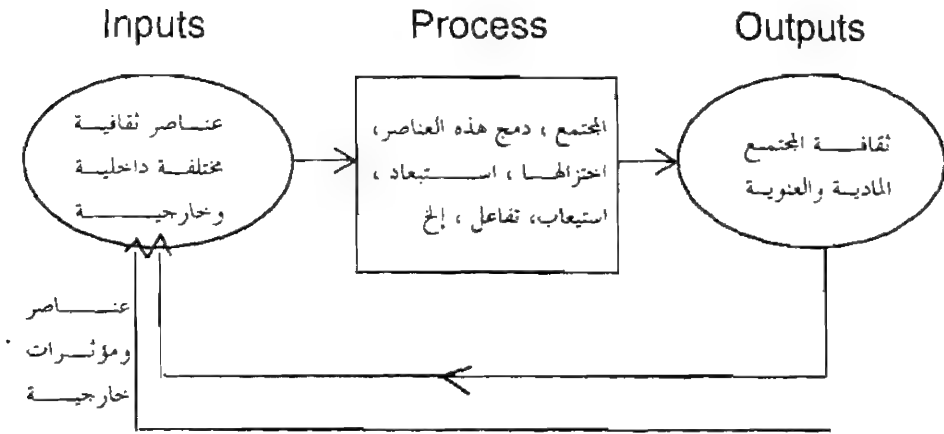 Inputs
Process
Outputs
عناصر ثقافية
مختلفة داخلية
وخارجية
المجتمع ، دمج هذه العناصر،
اختزالها ، استبعاد ،
استيعاب، تفاعل ، إلخ
ثقافة المجتمع
المادية والعنوية
عناصر
ومؤثرات
خارجية